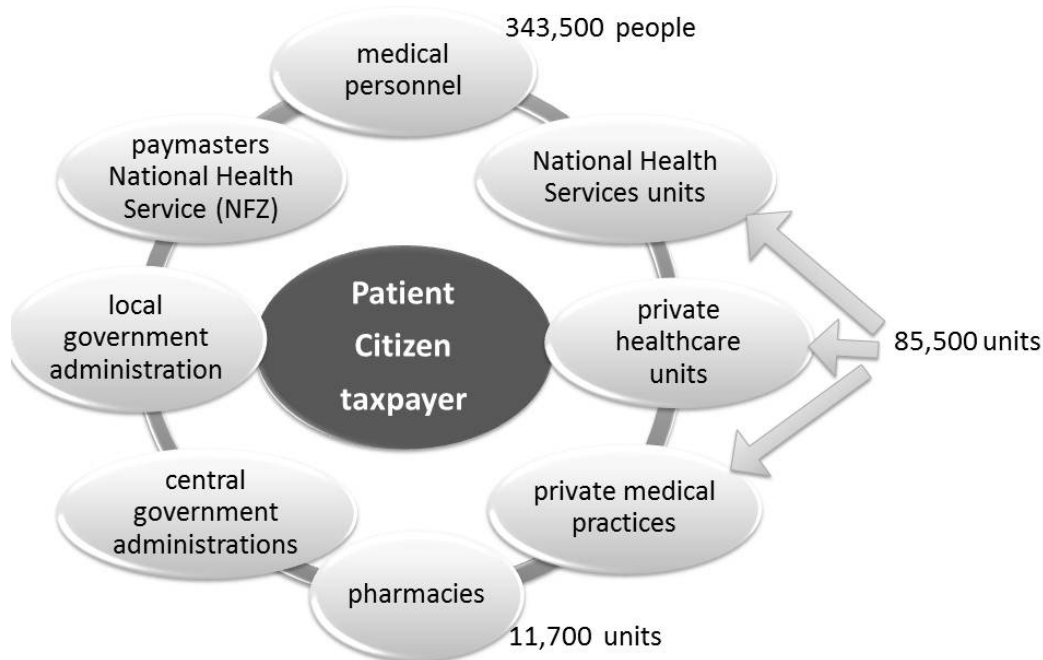 343,500 people
medical
personnel
paymasters
National Health
Service (NFZ)
National Health
Services units
local
government
administration
Patient
Citizen
taxpayer
private
healthcare
units
85,500 units
central
government
administrations
private medical
practices
pharmacies
11,700 units